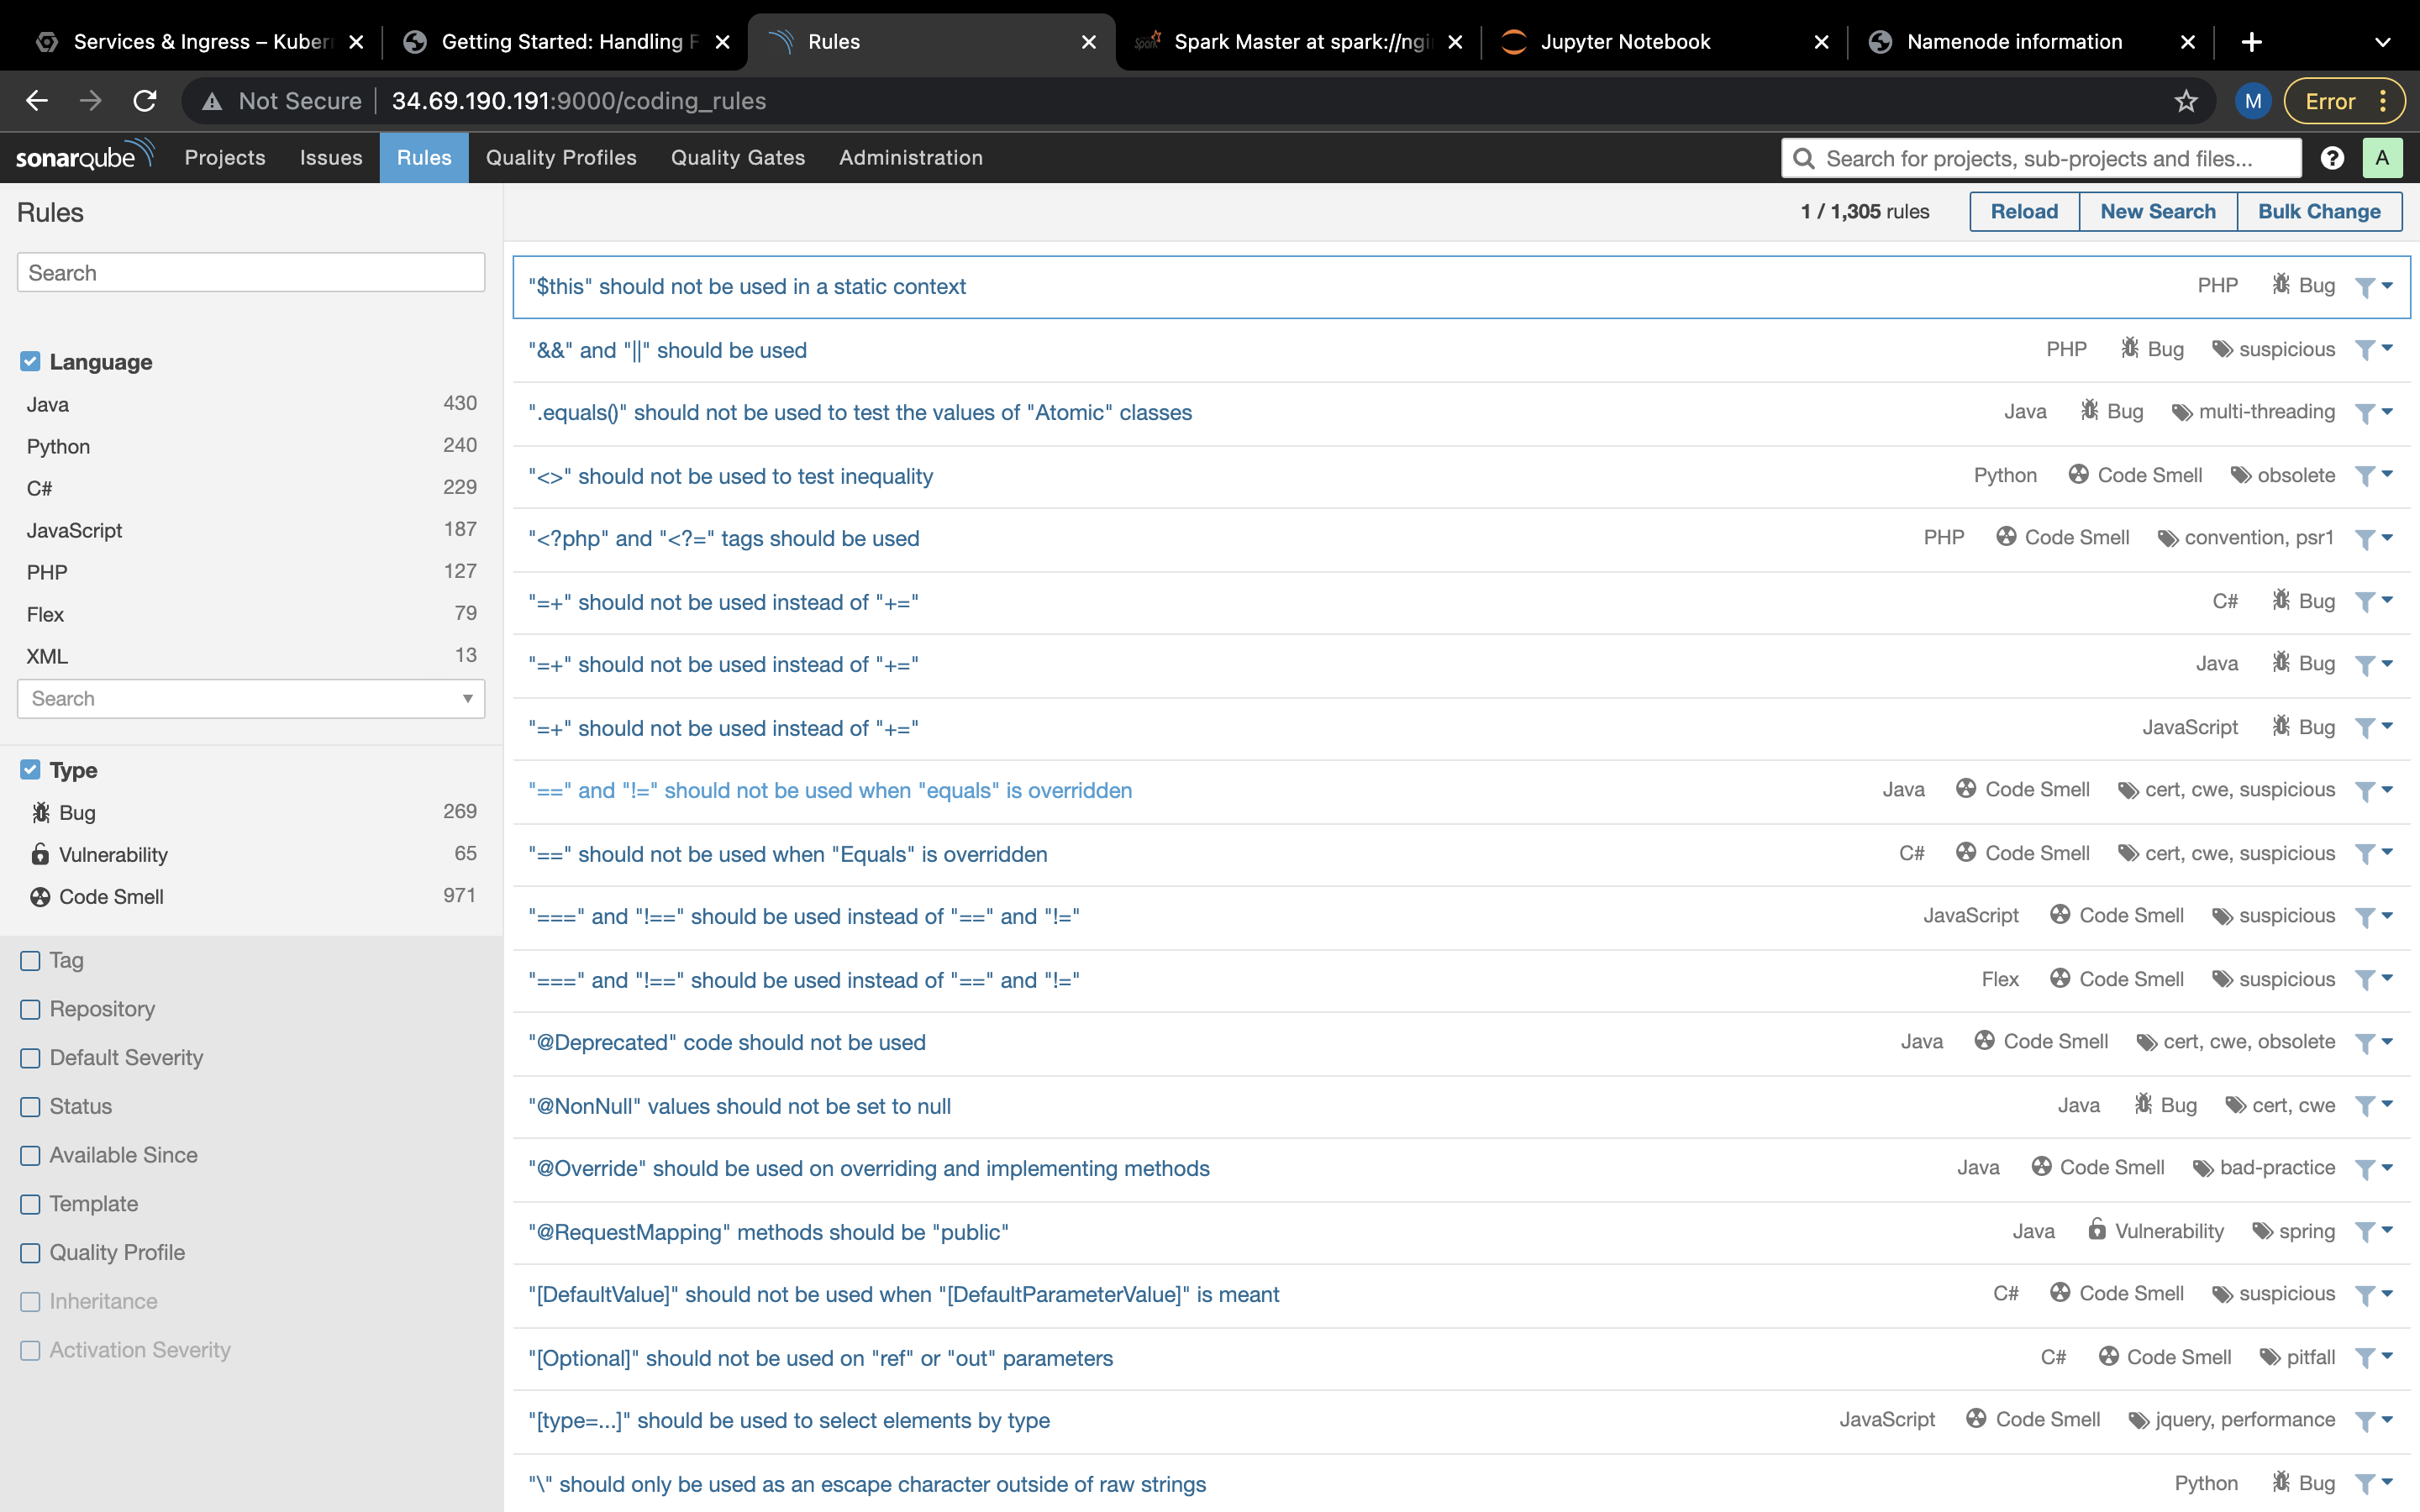 Services & Ingress – Kuber
Getting Started: Handling F
Rules
Spark Master at spark://ngi
Jupyter Notebook
Namenode information
Not Secure
34.69.190.191:9000/coding_rules
M
Error
sonarqube
Projects
Issues
Rules
Quality Profiles
Quality Gates
Administration
Search for projects, sub-projects and files...
?
A
Rules
1 / 1,305 rules
Reload
New Search
Bulk Change
Search
Language
Java 430
Python 240
C# 229
JavaScript 187
PHP 127
Flex 79
XML 13
Search
Type
Bug 269
Vulnerability 65
Code Smell 971
Tag
Repository
Default Severity
Status
Available Since
Template
Quality Profile
Inheritance
Activation Severity
"$this" should not be used in a static context PHP Bug
"&&" and "||" should be used PHP Bug suspicious
".equals()" should not be used to test the values of "Atomic" classes Java Bug multi-threading
"<>" should not be used to test inequality Python Code Smell obsolete
"<?php" and "<?=" tags should be used PHP Code Smell convention, psr1
"=+" should not be used instead of "+=" C# Bug
"=+" should not be used instead of "+=" Java Bug
"=+" should not be used instead of "+=" JavaScript Bug
"==" and "!=" should not be used when "equals" is overridden Java Code Smell cert, cwe, suspicious
"==" should not be used when "Equals" is overridden C# Code Smell cert, cwe, suspicious
"===" and "!==" should be used instead of "==" and "!=" JavaScript Code Smell suspicious
"===" and "!==" should be used instead of "==" and "!=" Flex Code Smell suspicious
"@Deprecated" code should not be used Java Code Smell cert, cwe, obsolete
"@NonNull" values should not be set to null Java Bug cert, cwe
"@Override" should be used on overriding and implementing methods Java Code Smell bad-practice
"@RequestMapping" methods should be "public" Java Vulnerability spring
"[DefaultValue]" should not be used when "[DefaultParameterValue]" is meant C# Code Smell suspicious
"[Optional]" should not be used on "ref" or "out" parameters C# Code Smell pitfall
"[type=...]" should be used to select elements by type JavaScript Code Smell jquery, performance
"\" should only be used as an escape character outside of raw strings Python Bug